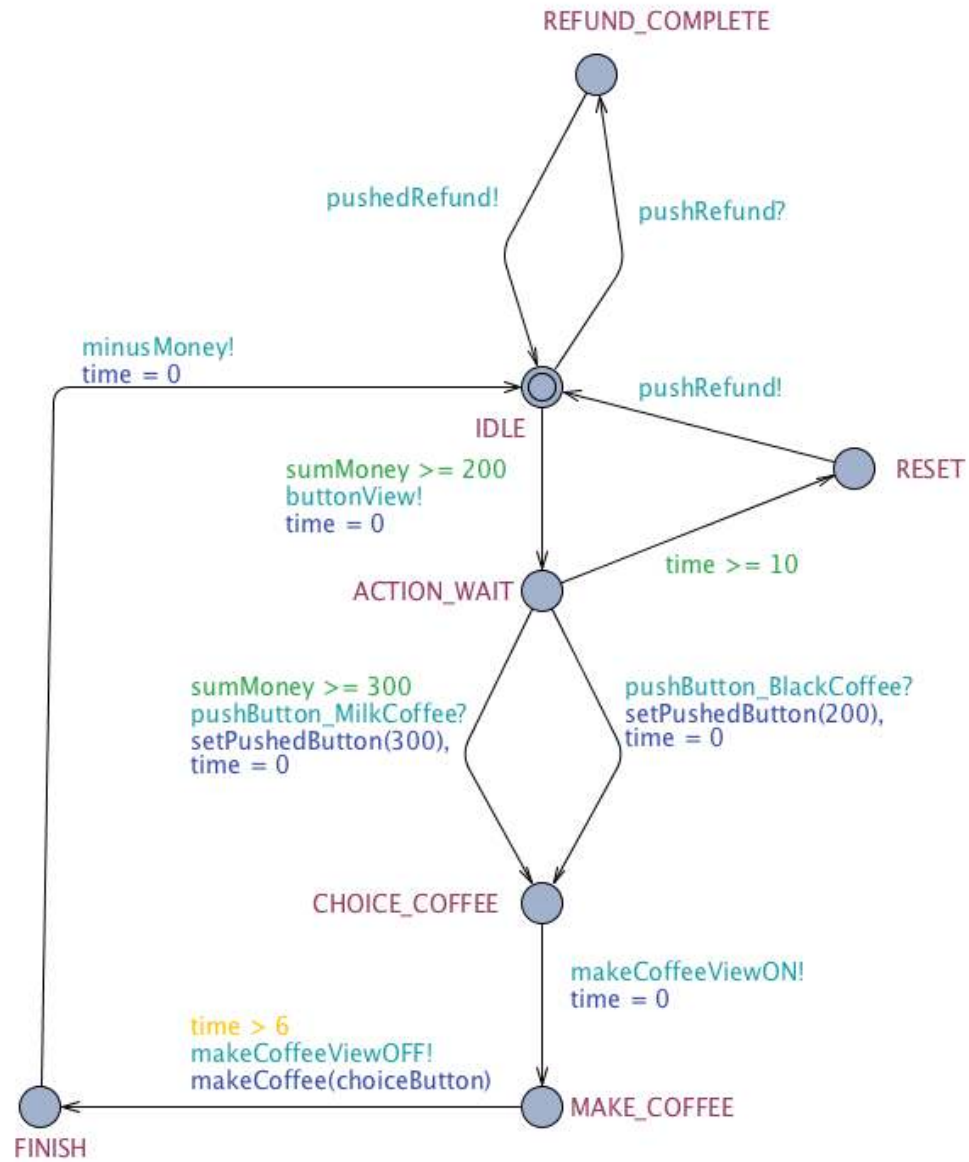 REFUND_COMPLETE
pushedRefund!
pushRefund?
minusMoney!
time = 0
pushRefund!
IDLE
RESET
sumMoney >= 200
buttonView!
time = 0
time >= 10
ACTION_WAIT
sumMoney >= 300
pushButton_MilkCoffee?
setPushedButton(300),
time = 0
pushButton_BlackCoffee?
setPushedButton(200),
time = 0
CHOICE_COFFEE
makeCoffeeViewON!
time = 0
time > 6
makeCoffeeViewOFF!
makeCoffee(choiceButton)
MAKE_COFFEE
FINISH